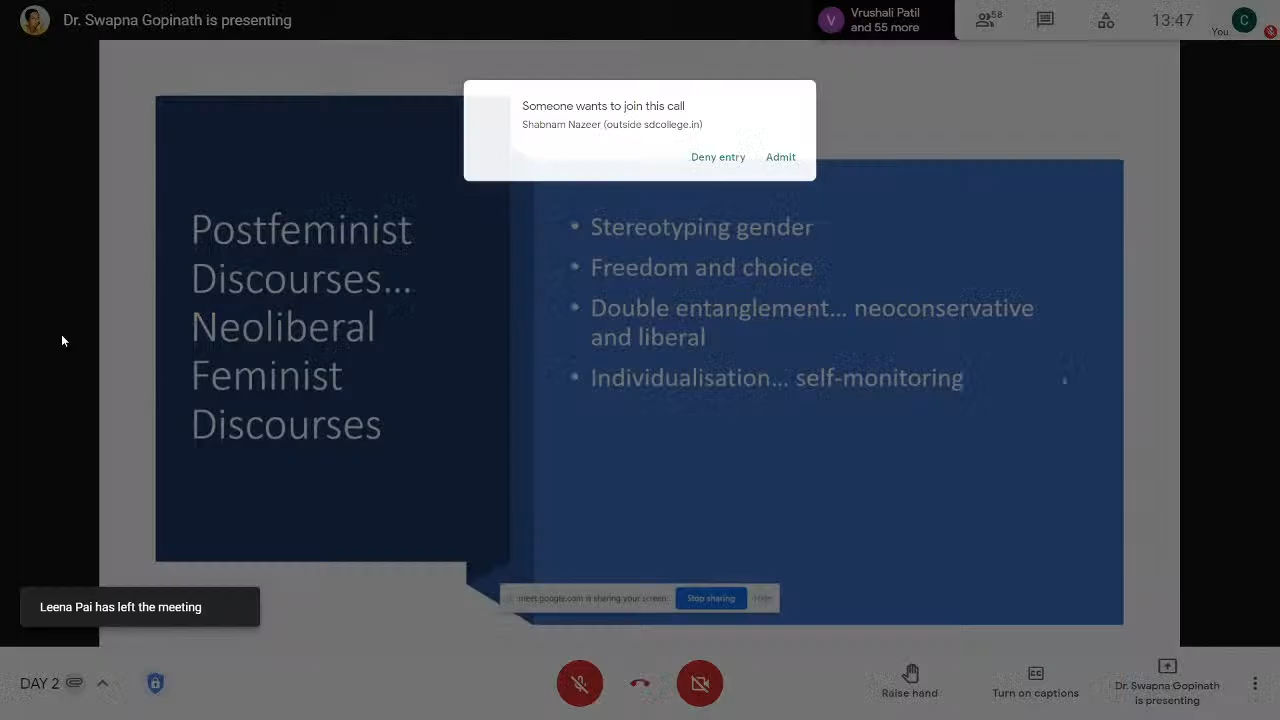 Dr. Swapna Gopinath is presenting
V
Vrushali Patil
and 55 more
58
13:47
You
C
Someone wants to join this call
Shabnam Nazeer (outside sdcollege.in)
Deny entry
Admit
Postfeminist
Discourses...
Neoliberal
Feminist
Discourses
• Stereotyping gender
• Freedom and choice
• Double entanglement... neoconservative
and liberal
• Individualisation... self-monitoring
meet.google.com is sharing your screen.
Stop sharing
Hide
Leena Pai has left the meeting
DAY 2
Raise hand
CC
Turn on captions
Dr. Swapna Gopinath
is presenting